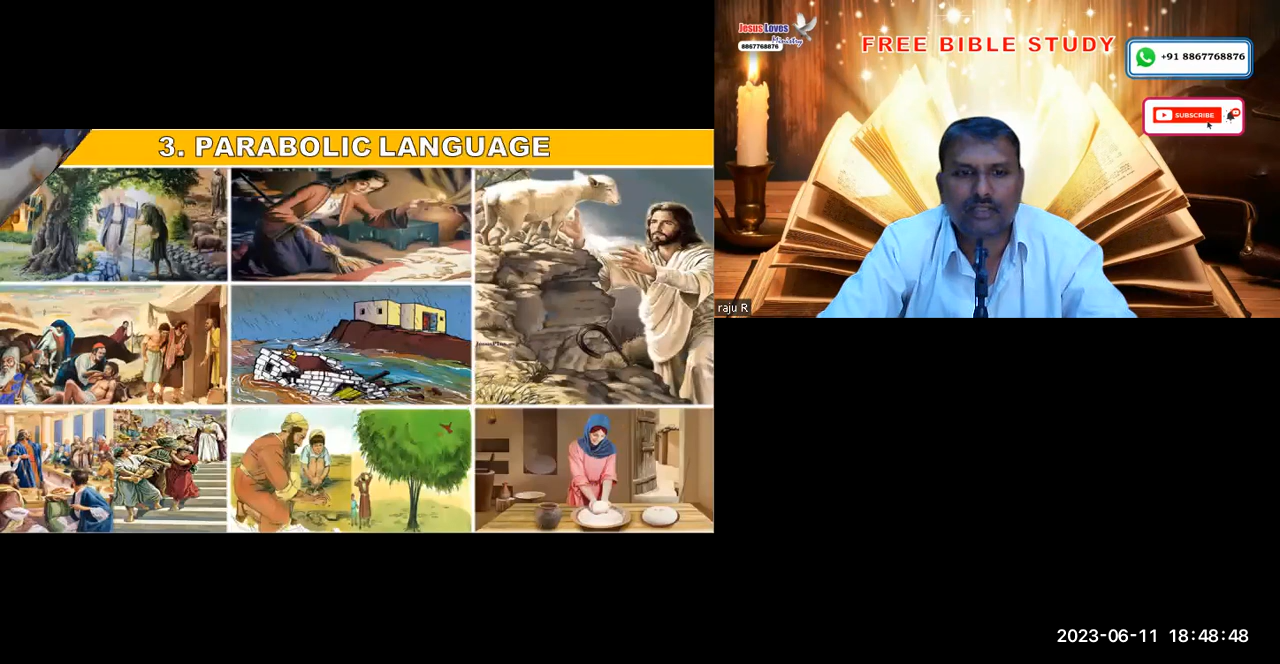 3. PARABOLIC LANGUAGE
Jesus Loves
Ministry
8867768876
FREE BIBLE STUDY
+91 8867768876
SUBSCRIBE
raju R
2023-06-11 18:48:48